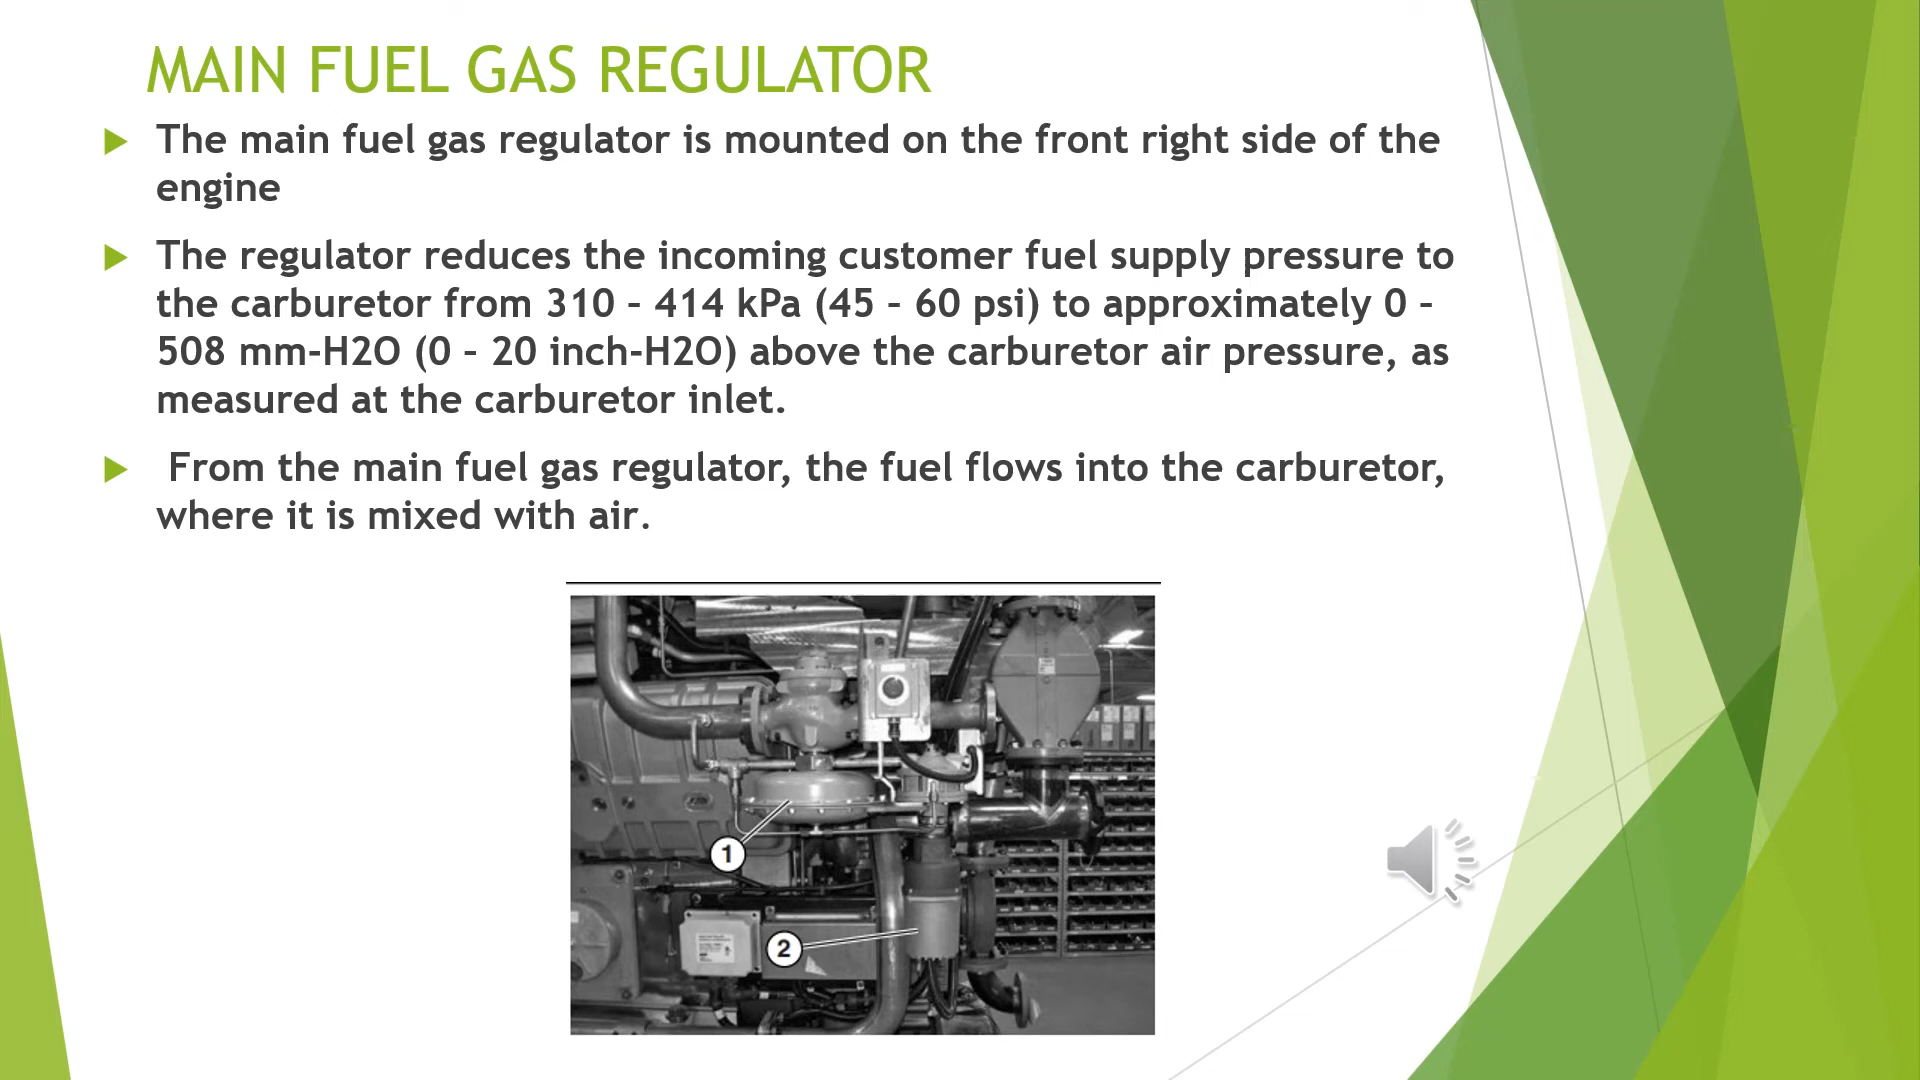 MAIN FUEL GAS REGULATOR
The main fuel gas regulator is mounted on the front right side of the
engine
The regulator reduces the incoming customer fuel supply pressure to
the carburetor from 310 – 414 kPa (45 – 60 psi) to approximately 0 –
508 mm-H2O (0 – 20 inch-H2O) above the carburetor air pressure, as
measured at the carburetor inlet.
From the main fuel gas regulator, the fuel flows into the carburetor,
where it is mixed with air.
1
2